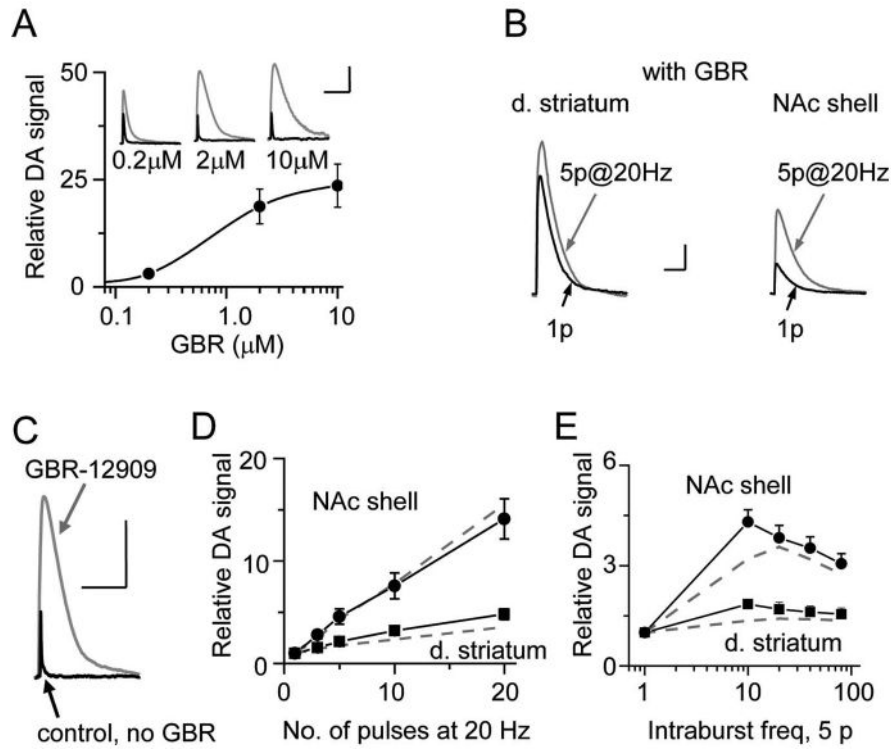 A
Relative DA signal
50
25
0
0.2μM 2μM 10μM
0.1 1.0 10
GBR (μM)
B
with GBR
d. striatum NAc shell
5p@20Hz 5p@20Hz
1p 1p
C
GBR-12909
control, no GBR
D
Relative DA signal
20
10
0
NAc shell
d. striatum
0 10 20
No. of pulses at 20 Hz
E
Relative DA signal
6
3
0
NAc shell
d. striatum
1 10 100
Intraburst freq, 5 p